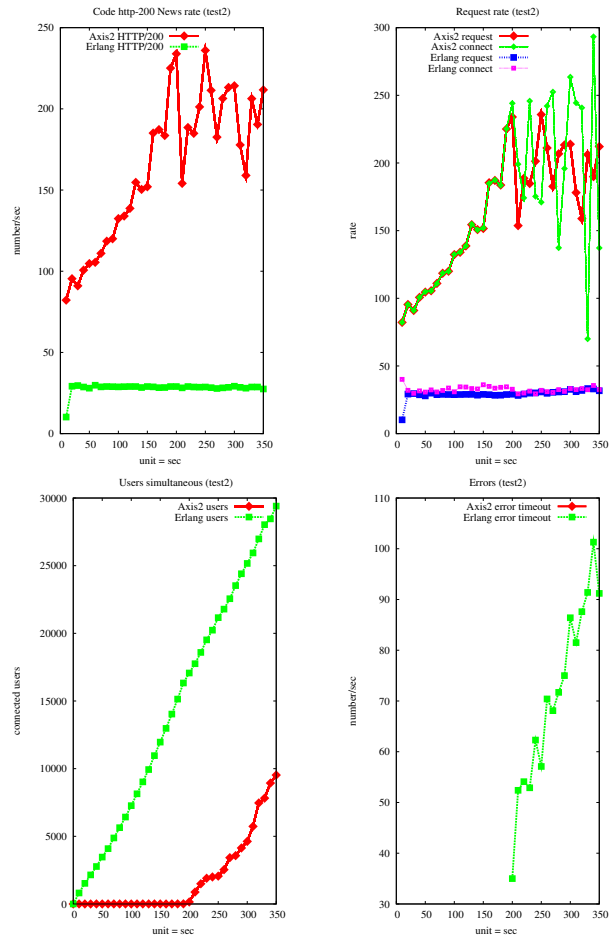 Code http-200 News rate (test2)
Axis2 HTTP/200
Erlang HTTP/200
number/sec
250
200
150
100
50
0
0 50 100 150 200 250 300 350
unit = sec
Request rate (test2)
Axis2 request
Axis2 connect
Erlang request
Erlang connect
rate
300
250
200
150
100
50
0
0 50 100 150 200 250 300 350
unit = sec
Users simultaneous (test2)
Axis2 users
Erlang users
connected users
30000
25000
20000
15000
10000
5000
0
0 50 100 150 200 250 300 350
unit = sec
Errors (test2)
Axis2 error timeout
Erlang error timeout
number/sec
110
100
90
80
70
60
50
40
30
0 50 100 150 200 250 300 350
unit = sec